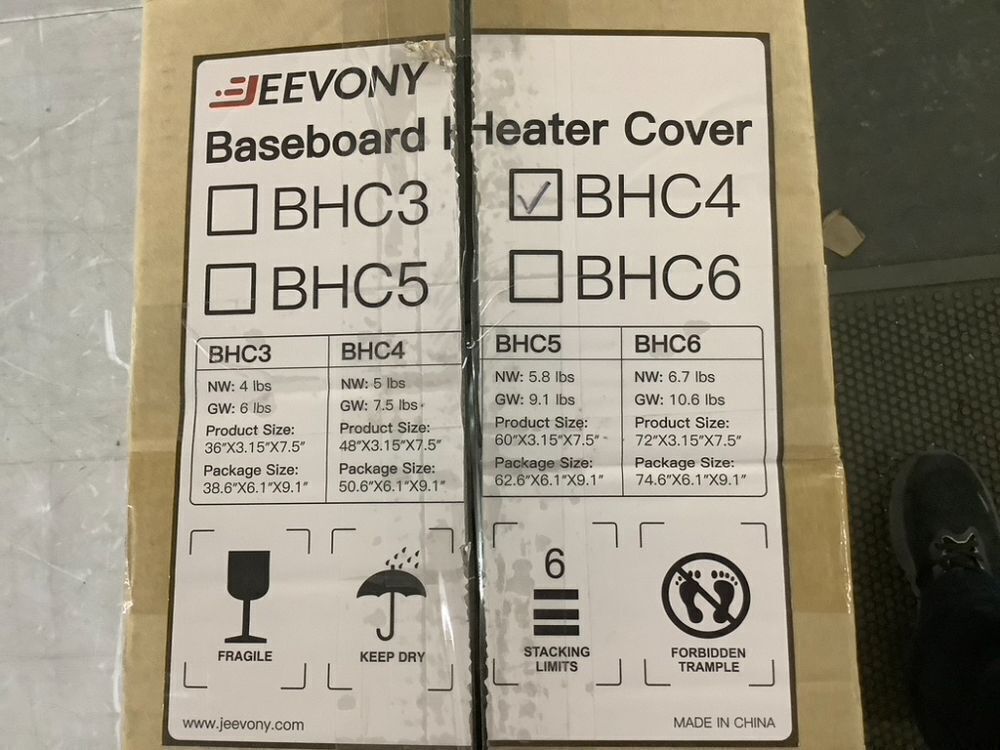 JEEVONY
Baseboard Heater Cover
BHC3 BHC4
BHC5 BHC6
BHC3 BHC4 BHC5 BHC6
NW: 4 lbs NW: 5 lbs NW: 5.8 lbs NW: 6.7 lbs
GW: 6 lbs GW: 7.5 lbs GW: 9.1 lbs GW: 10.6 lbs
Product Size: Product Size: Product Size: Product Size:
36"X3.15"X7.5" 48"X3.15"X7.5" 60"X3.15"X7.5" 72"X3.15"X7.5"
Package Size: Package Size: Package Size: Package Size:
38.6"X6.1"X9.1" 50.6"X6.1"X9.1" 62.6"X6.1"X9.1" 74.6"X6.1"X9.1"
6
FRAGILE KEEP DRY STACKING LIMITS FORBIDDEN TRAMPLE
www.jeevony.com MADE IN CHINA